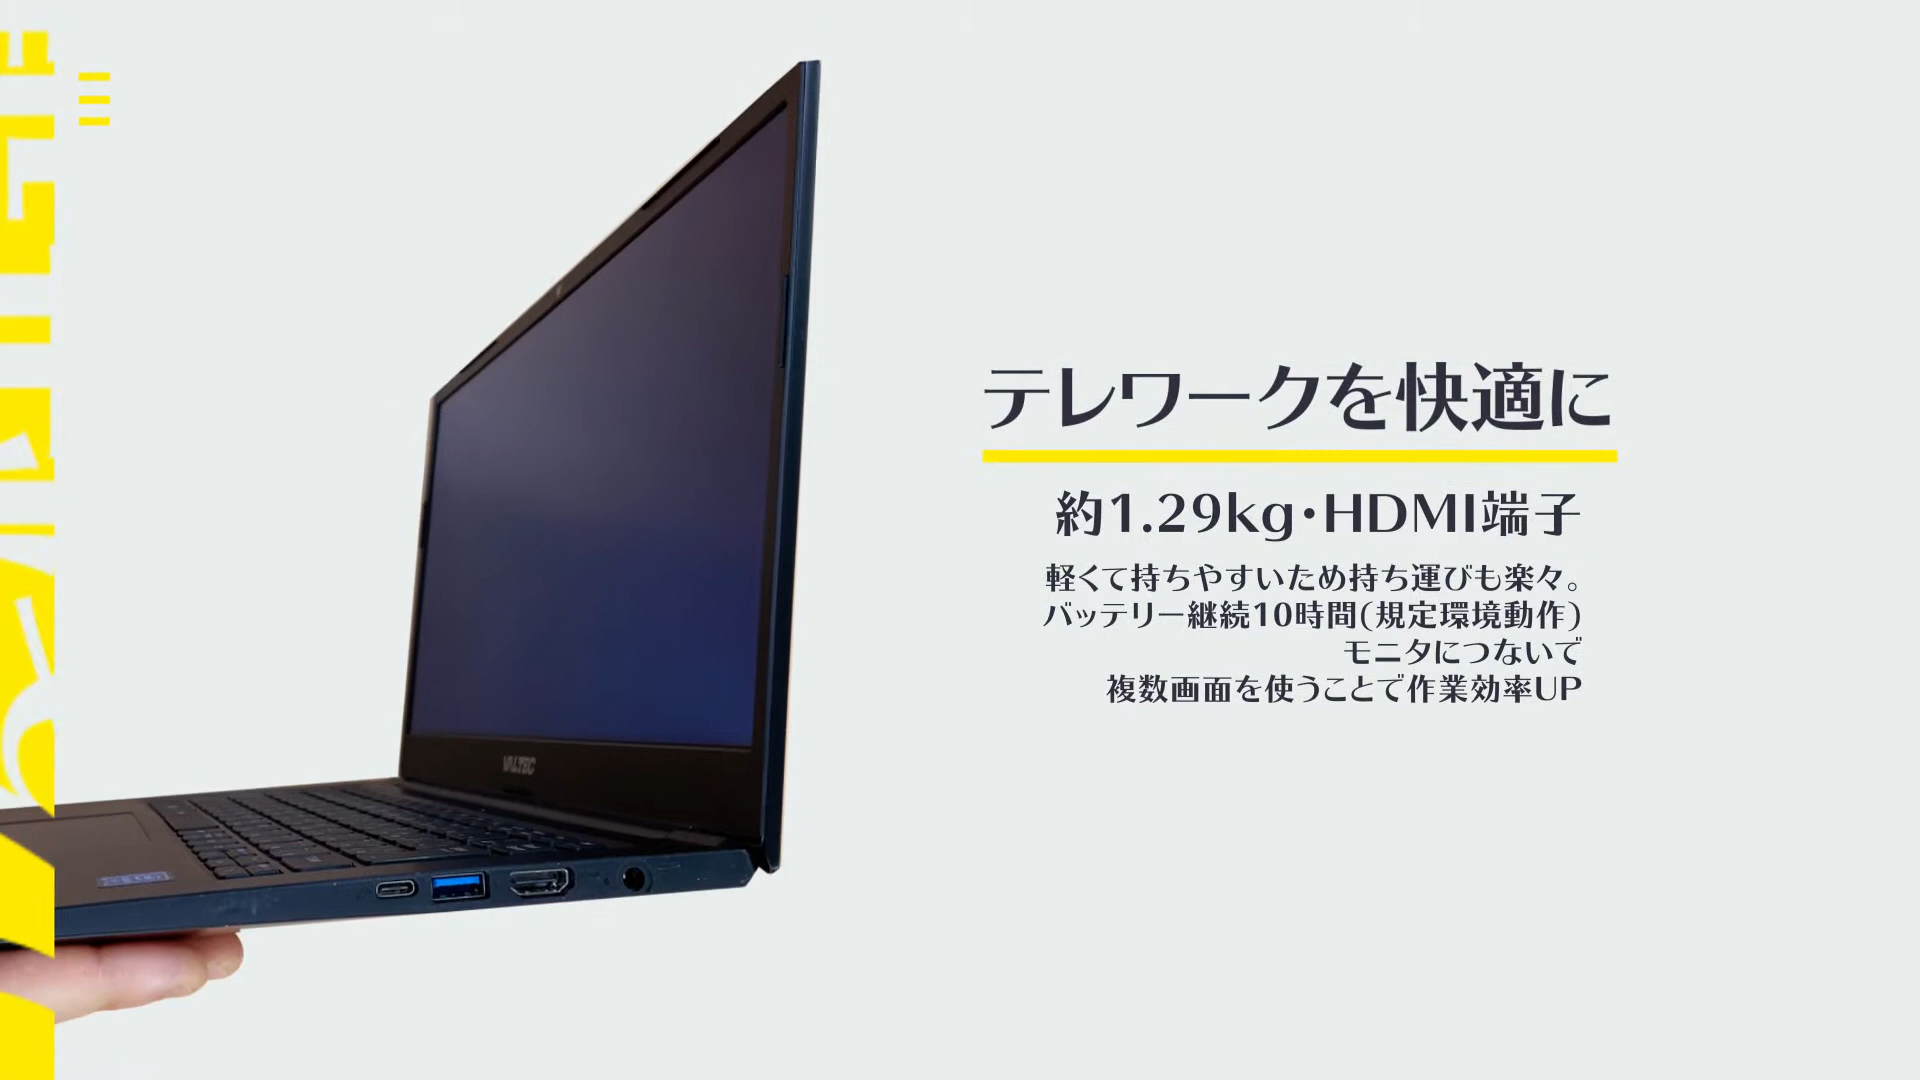 テレワークを快適に
約1.29kg・HDMI端子
軽くて持ちやすいため持ち運びも楽々。
バッテリー継続10時間(規定環境動作)
モニタにつないで
複数画面を使うことで作業効率UP